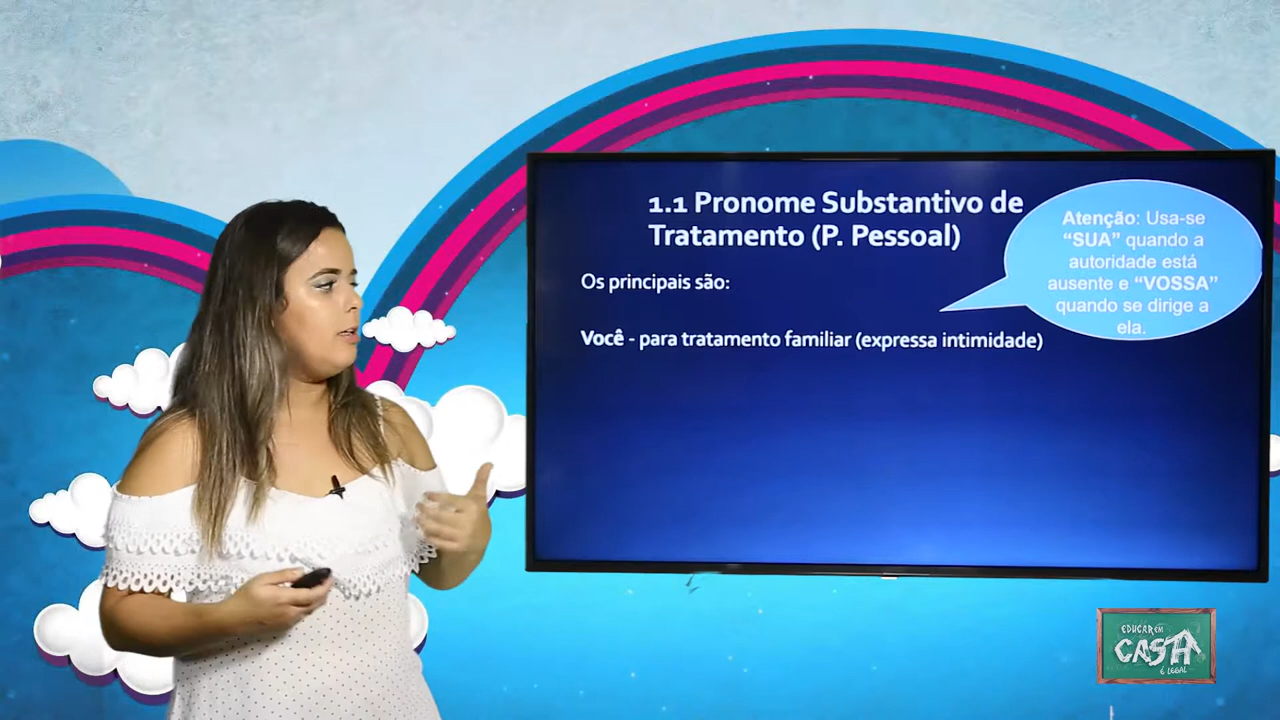 1.1 Pronome Substantivo de
Tratamento (P. Pessoal)
Atenção: Usa-se
“SUA” quando a
autoridade está
ausente e “VOSSA”
quando se dirige a
ela.
Os principais são:
Você - para tratamento familiar (expressa intimidade)
EDUCAR EM
CASA
É LEGAL